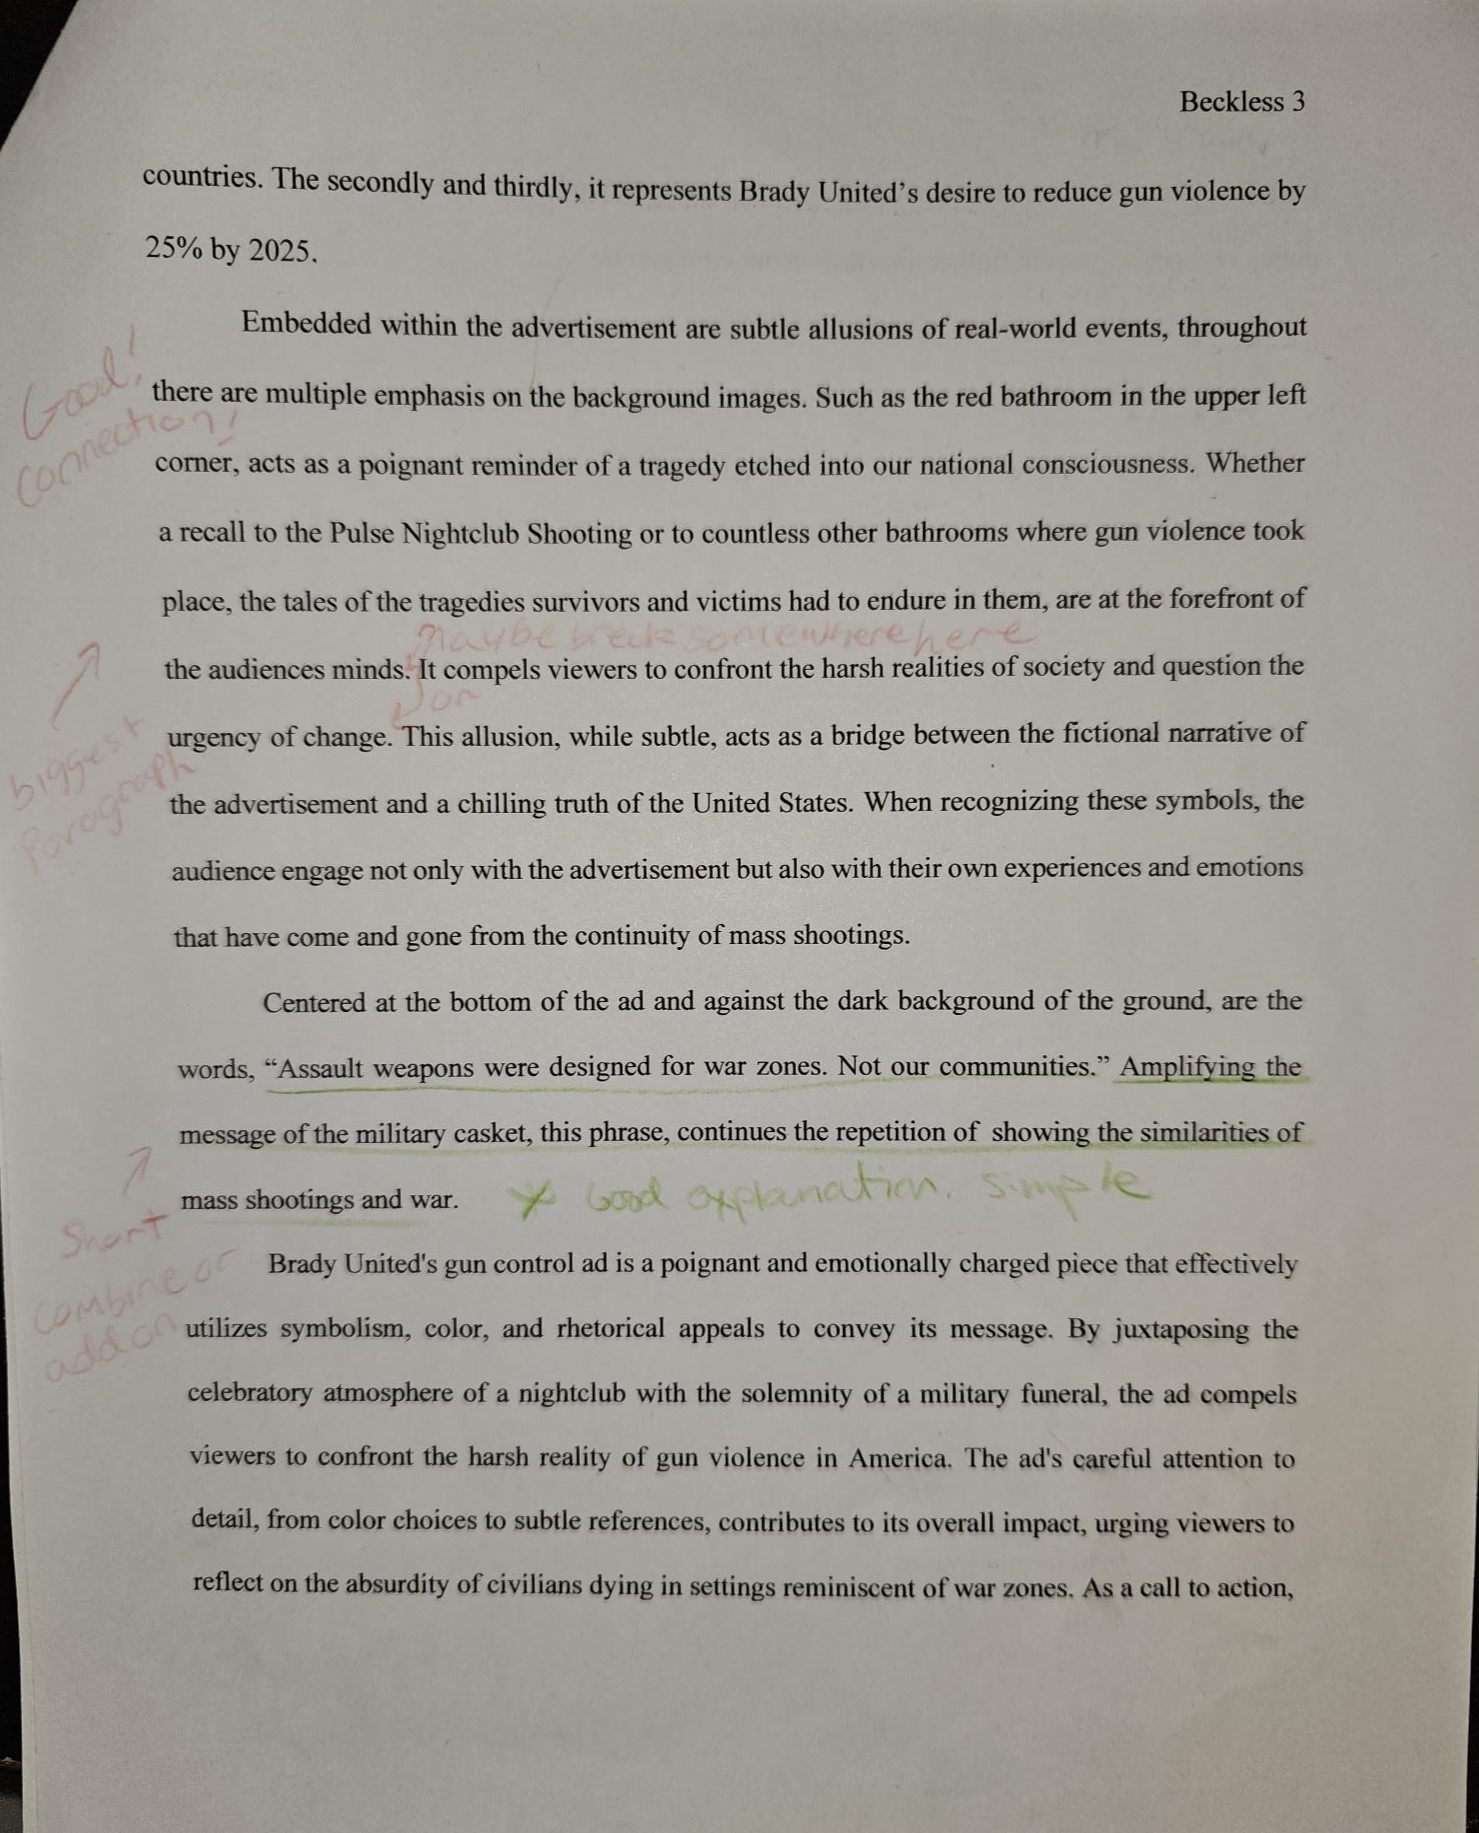 Beckless 3
countries. The secondly and thirdly, it represents Brady United's desire to reduce gun violence by
25% by 2025.
Embedded within the advertisement are subtle allusions of real-world events, throughout
Good!
there are multiple emphasis on the background images. Such as the red bathroom in the upper left
connection!
corner, acts as a poignant reminder of a tragedy etched into our national consciousness. Whether
a recall to the Pulse Nightclub Shooting or to countless other bathrooms where gun violence took
place, the tales of the tragedies survivors and victims had to endure in them, are at the forefront of
Maybe break somewhere here
the audiences minds. It compels viewers to confront the harsh realities of society and question the
or
urgency of change. This allusion, while subtle, acts as a bridge between the fictional narrative of
biggest
Paragraph
the advertisement and a chilling truth of the United States. When recognizing these symbols, the
audience engage not only with the advertisement but also with their own experiences and emotions
that have come and gone from the continuity of mass shootings.
Centered at the bottom of the ad and against the dark background of the ground, are the
words, “Assault weapons were designed for war zones. Not our communities.” Amplifying the
message of the military casket, this phrase, continues the repetition of showing the similarities of
mass shootings and war.
Good explanation. simple
Short
combine or
add on
Brady United's gun control ad is a poignant and emotionally charged piece that effectively
utilizes symbolism, color, and rhetorical appeals to convey its message. By juxtaposing the
celebratory atmosphere of a nightclub with the solemnity of a military funeral, the ad compels
viewers to confront the harsh reality of gun violence in America. The ad's careful attention to
detail, from color choices to subtle references, contributes to its overall impact, urging viewers to
reflect on the absurdity of civilians dying in settings reminiscent of war zones. As a call to action,